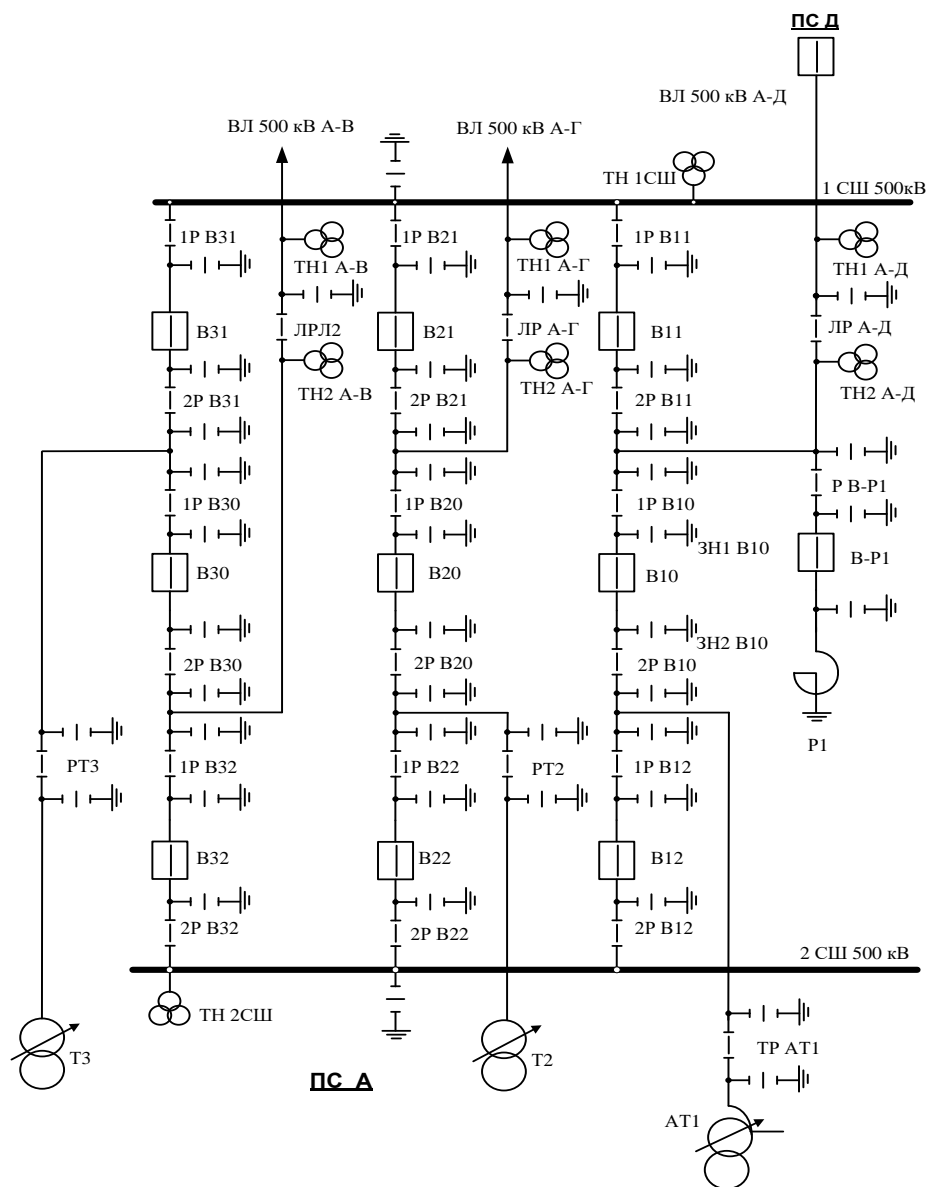 ПС Д
ВЛ 500 кВ А-Д
ВЛ 500 кВ А-В
ВЛ 500 кВ А-Г
ТН 1СШ
1 СШ 500кВ
1Р В31
1Р В21
1Р В11
ТН1 А-В
ТН1 А-Г
ТН1 А-Д
В31
ЛРЛ2
В21
ЛР А-Г
В11
ЛР А-Д
ТН2 А-В
ТН2 А-Г
ТН2 А-Д
2Р В31
2Р В21
2Р В11
1Р В30
1Р В20
1Р В10
Р В-Р1
ЗН1 В10
В30
В20
В10
В-Р1
ЗН2 В10
2Р В30
2Р В20
2Р В10
Р1
РТ3
1Р В32
1Р В22
РТ2
1Р В12
В32
В22
В12
2Р В32
2Р В22
2Р В12
2 СШ 500 кВ
ТН 2СШ
Т3
Т2
ТР АТ1
ПС А
АТ1